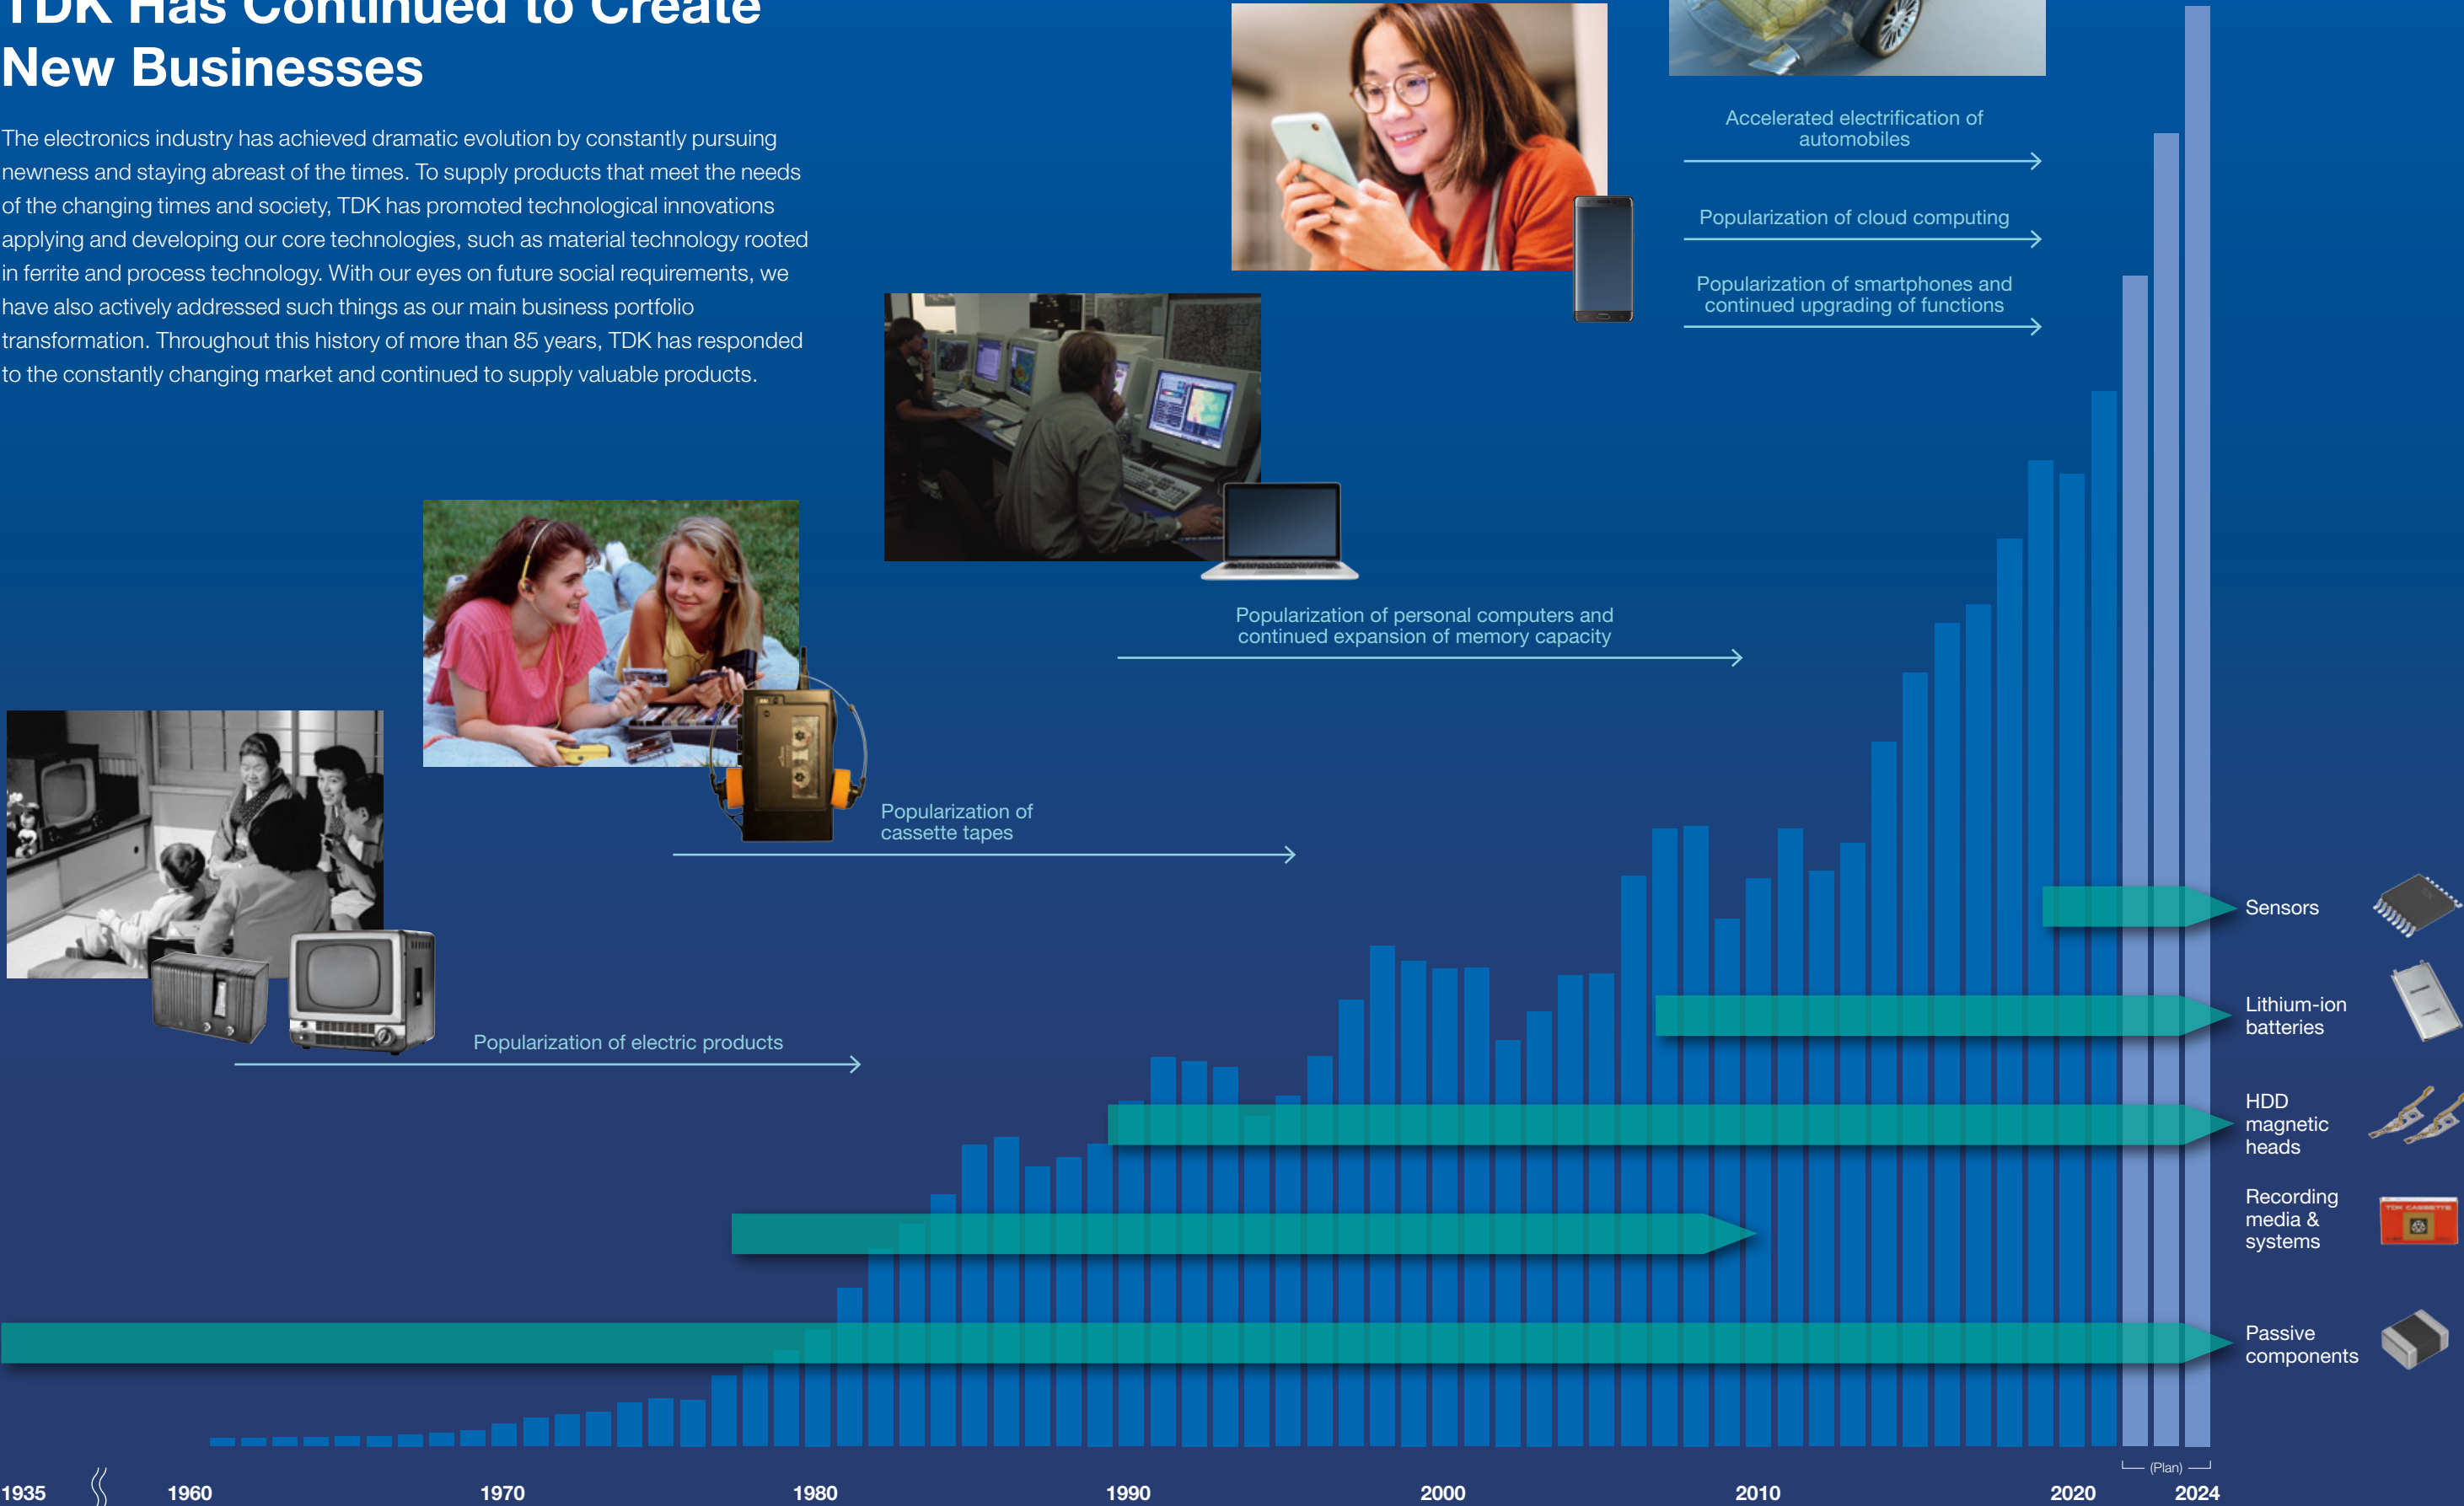 TDK Has Continued to Create
New Businesses
The electronics industry has achieved dramatic evolution by constantly pursuing
newness and staying abreast of the times. To supply products that meet the needs
of the changing times and society, TDK has promoted technological innovations
applying and developing our core technologies, such as material technology rooted
in ferrite and process technology. With our eyes on future social requirements, we
have also actively addressed such things as our main business portfolio
transformation. Throughout this history of more than 85 years, TDK has responded
to the constantly changing market and continued to supply valuable products.
Accelerated electrification of
automobiles
Popularization of cloud computing
Popularization of smartphones and
continued upgrading of functions
Popularization of personal computers and
continued expansion of memory capacity
Popularization of
cassette tapes
Popularization of electric products
Sensors
Lithium-ion
batteries
HDD
magnetic
heads
Recording
media &
systems
TDK CASSETTE
Passive
components
(Plan)
1935
1960
1970
1980
1990
2000
2010
2020
2024